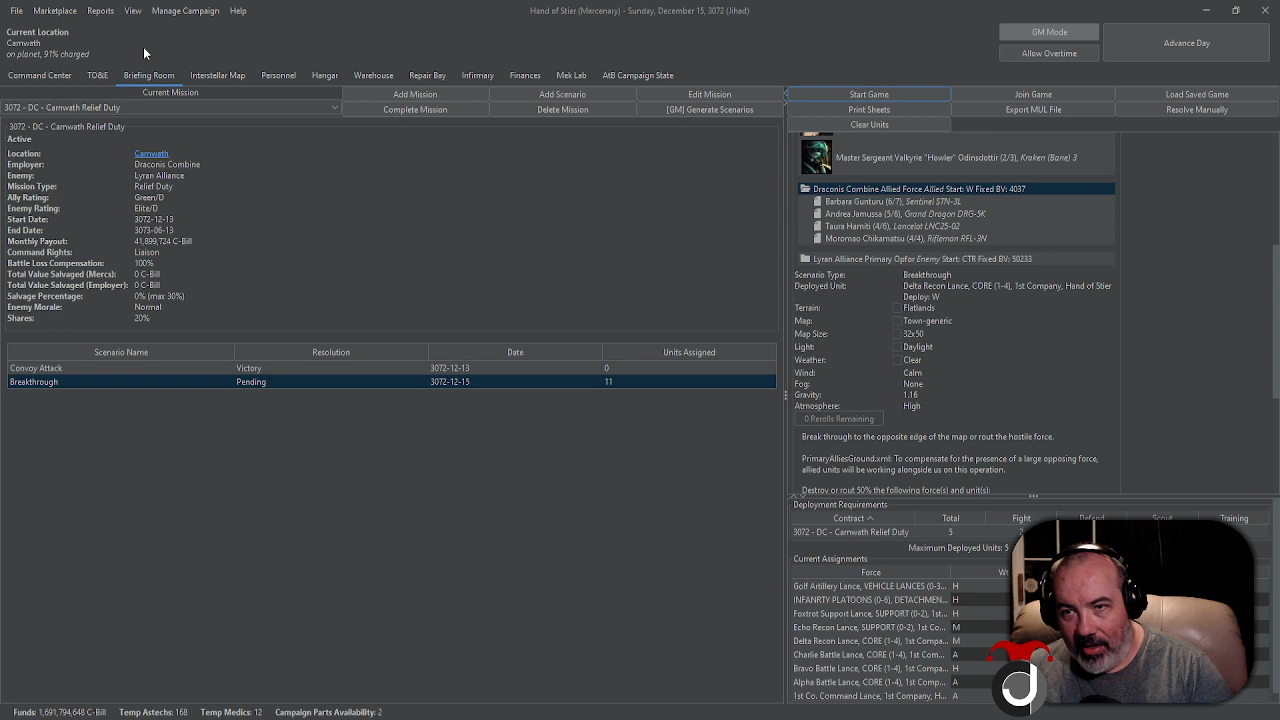 File Marketplace Reports View Manage Campaign Help
Hand of Stier (Mercenary) - Sunday, December 15, 3072 (Jihad)
Current Location
Carnwath
on planet, 91% charged
GM Mode
Allow Overtime
Advance Day
Command Center TO&E Briefing Room Interstellar Map Personnel Hangar Warehouse Repair Bay Infirmary Finances Mek Lab AtB Campaign State
Current Mission
3072 - DC - Carnwath Relief Duty
Add Mission Add Scenario Edit Mission
Complete Mission Delete Mission [GM] Generate Scenarios
3072 - DC - Carnwath Relief Duty
Active
Location: Carnwath
Employer: Draconis Combine
Enemy: Lyran Alliance
Mission Type: Relief Duty
Ally Rating: Green/D
Enemy Rating: Elite/D
Start Date: 3072-12-13
End Date: 3073-06-13
Monthly Payout: 41,899,724 C-Bill
Command Rights: Liaison
Battle Loss Compensation: 100%
Total Value Salvaged (Mercs): 0 C-Bill
Total Value Salvaged (Employer): 0 C-Bill
Salvage Percentage: 0% (max 30%)
Enemy Morale: Normal
Shares: 20%
Scenario Name Resolution Date Units Assigned
Convoy Attack Victory 3072-12-13 0
Breakthrough Pending 3072-12-15 11
Start Game Join Game Load Saved Game
Print Sheets Export MUL File Resolve Manually
Clear Units
Master Sergeant Valkyrie "Howler" Odinsdottir (2/3), Kraken (Bane) 3
Draconis Combine Allied Force Allied Start: W Fixed BV: 4037
Barbara Gunturu (6/7), Sentinel STN-3L
Andrea Jamussa (5/6), Grand Dragon DRG-5K
Taura Hamiti (4/6), Lancelot LNC25-02
Moromao Chikamatsu (4/4), Rifleman RFL-3N
Lyran Alliance Primary Opfor Enemy Start: CTR Fixed BV: 50233
Scenario Type: Breakthrough
Deployed Unit: Delta Recon Lance, CORE (1-4), 1st Company, Hand of Stier
Deploy: W
Terrain: Flatlands
Map: Town-generic
Map Size: 32x50
Light: Daylight
Weather: Clear
Wind: Calm
Fog: None
Gravity: 1.16
Atmosphere: High
0 Rerolls Remaining
Break through to the opposite edge of the map or rout the hostile force.
PrimaryAlliesGround.xml: To compensate for the presence of a large opposing force,
allied units will be working alongside us on this operation.
Destroy or rout 50% the following force(s) and unit(s):
Deployment Requirements
Contract Total Fight Defend Scout Training
3072 - DC - Carnwath Relief Duty 5
Maximum Deployed Units: 5
Current Assignments
Force
Golf Artillery Lance, VEHICLE LANCES (0-3... H
INFANRTY PLATOONS (0-6), DETACHMEN... H
Foxtrot Support Lance, SUPPORT (0-2), 1st... H
Echo Recon Lance, SUPPORT (0-2), 1st Co... M
Delta Recon Lance, CORE (1-4), 1st Compa... M
Charlie Battle Lance, CORE (1-4), 1st Com... A
Bravo Battle Lance, CORE (1-4), 1st Comp... H
Alpha Battle Lance, CORE (1-4), 1st Comp... A
1st Co. Command Lance, 1st Company, H... A
Funds: 1,691,794,648 C-Bill Temp Astechs: 168 Temp Medics: 12 Campaign Parts Availability: 2